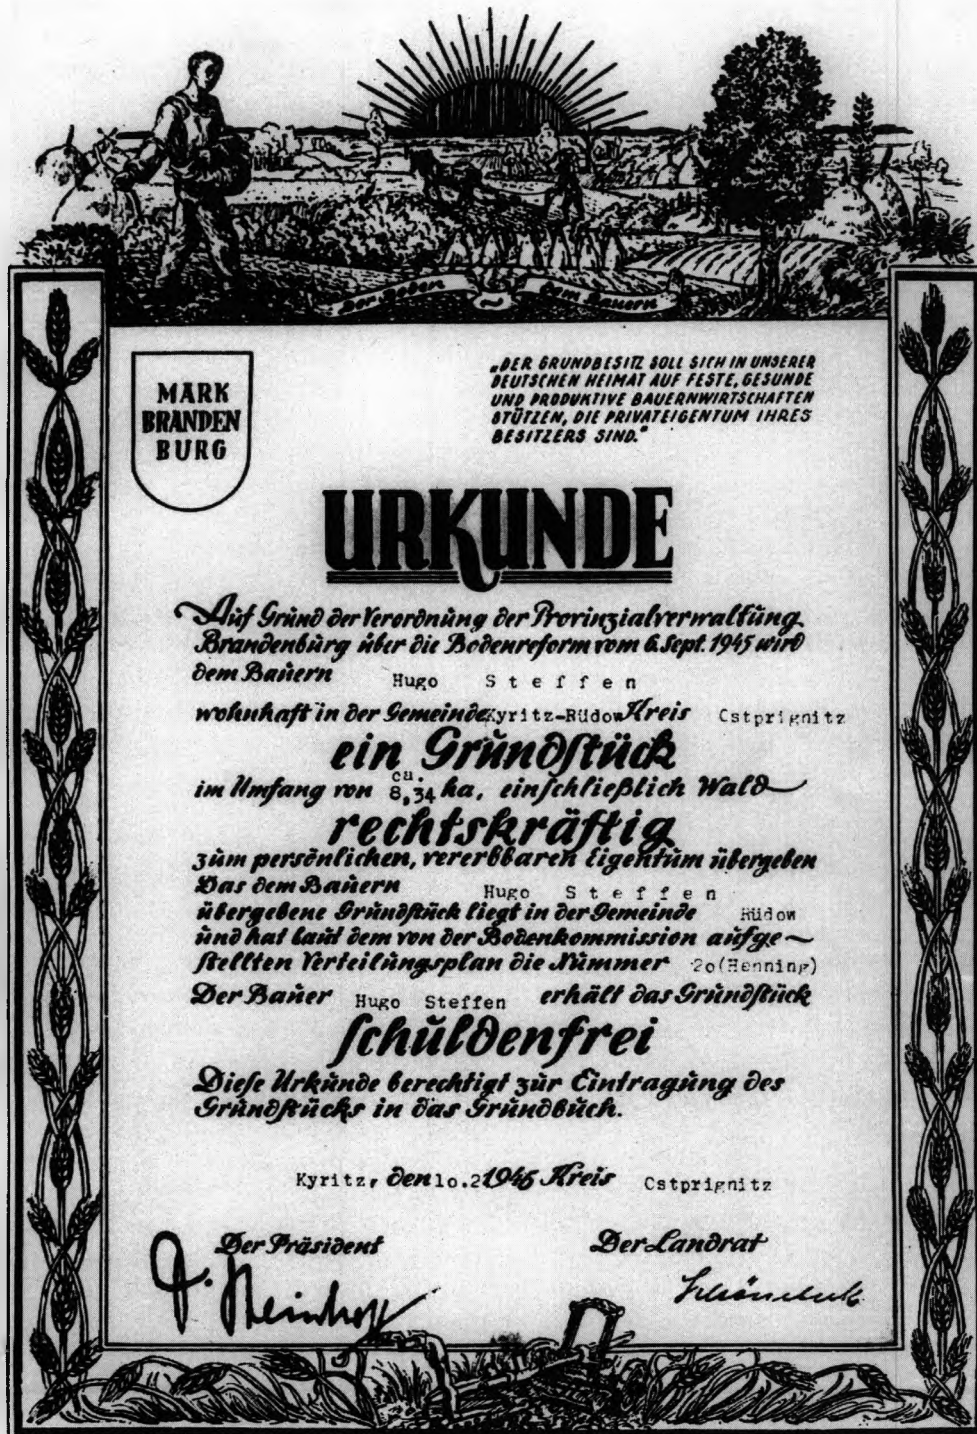 Der Boden dem Bauern
MARK
BRANDEN
BURG
„DER GRUNDBESITZ SOLL SICH IN UNSERER
DEUTSCHEN HEIMAT AUF FESTE, GESUNDE
UND PRODUKTIVE BAUERNWIRTSCHAFTEN
STÜTZEN, DIE PRIVATEIGENTUM IHRES
BESITZERS SIND.“
URKUNDE
Auf Grund der Verordnung der Provinzialverwaltung
Brandenburg über die Bodenreform vom 6. Sept. 1945 wird
dem Bauern Hugo Steffen
wohnhaft in der Gemeinde Kyritz-Rüdow Kreis Cstprignitz
ein Grundstück
im Umfang von ca. 8,34 ha, einschließlich Wald
rechtskräftig
zum persönlichen, vererbbaren Eigentum übergeben
Das dem Bauern Hugo Steffen
übergebene Grundstück liegt in der Gemeinde Rüdow
und hat laut dem von der Bodenkommission aufge~
stellten Verteilungsplan die Nummer 2o(Henning)
Der Bauer Hugo Steffen erhält das Grundstück
schuldenfrei
Diese Urkunde berechtigt zur Eintragung des
Grundstücks in das Grundbuch.
Kyritz, den 1o.2 1946 Kreis Cstprignitz
Der Präsident Der Landrat
Steinhoff